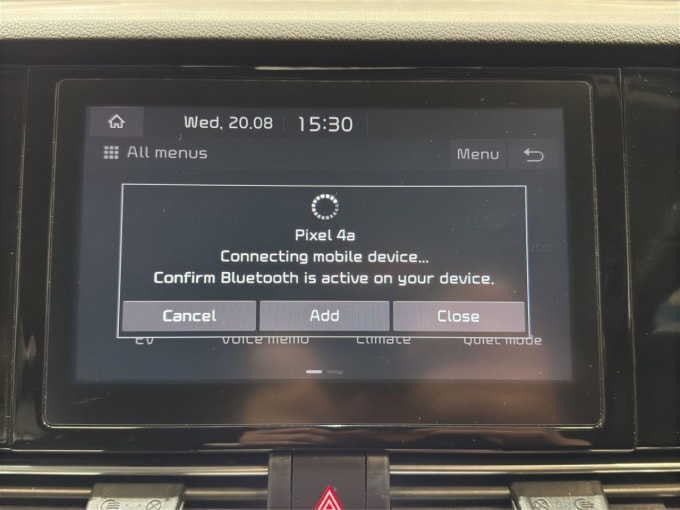 Wed, 20.08 15:30
All menus Menu
Pixel 4a
Connecting mobile device...
Confirm Bluetooth is active on your device.
Cancel Add Close
EV Voice memo Climate Quiet mode